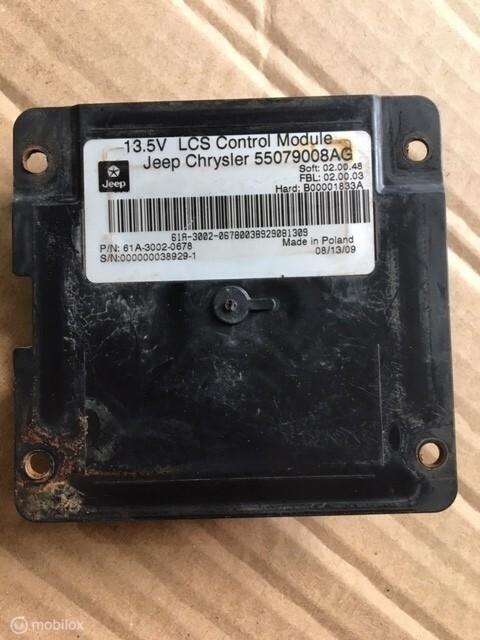 13.5V LCS Control Module
Jeep Chrysler 55079008AG
Soft: 02.00.48
FBL: 02.00.03
Hard: B00001833A
Jeep
61A-3002-06780038929081309
P/N: 61A-3002-0678
Made in Poland
S/N:000000038929-1
08/13/09
mobilox